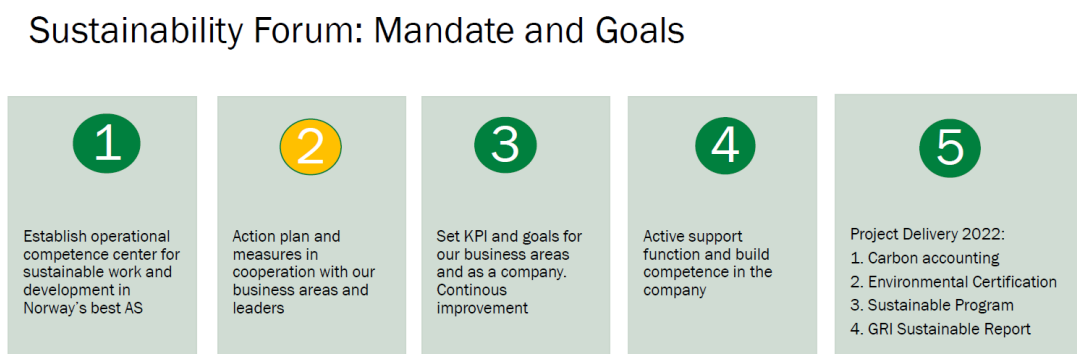 Sustainability Forum: Mandate and Goals
1
Establish operational
competence center for
sustainable work and
development in
Norway's best AS
2
Action plan and
measures in
cooperation with our
business areas and
leaders
3
Set KPI and goals for
our business areas
and as a company.
Continous
improvement
4
Active support
function and build
competence in the
company
5
Project Delivery 2022:
1. Carbon accounting
2. Environmental Certification
3. Sustainable Program
4. GRI Sustainable Report